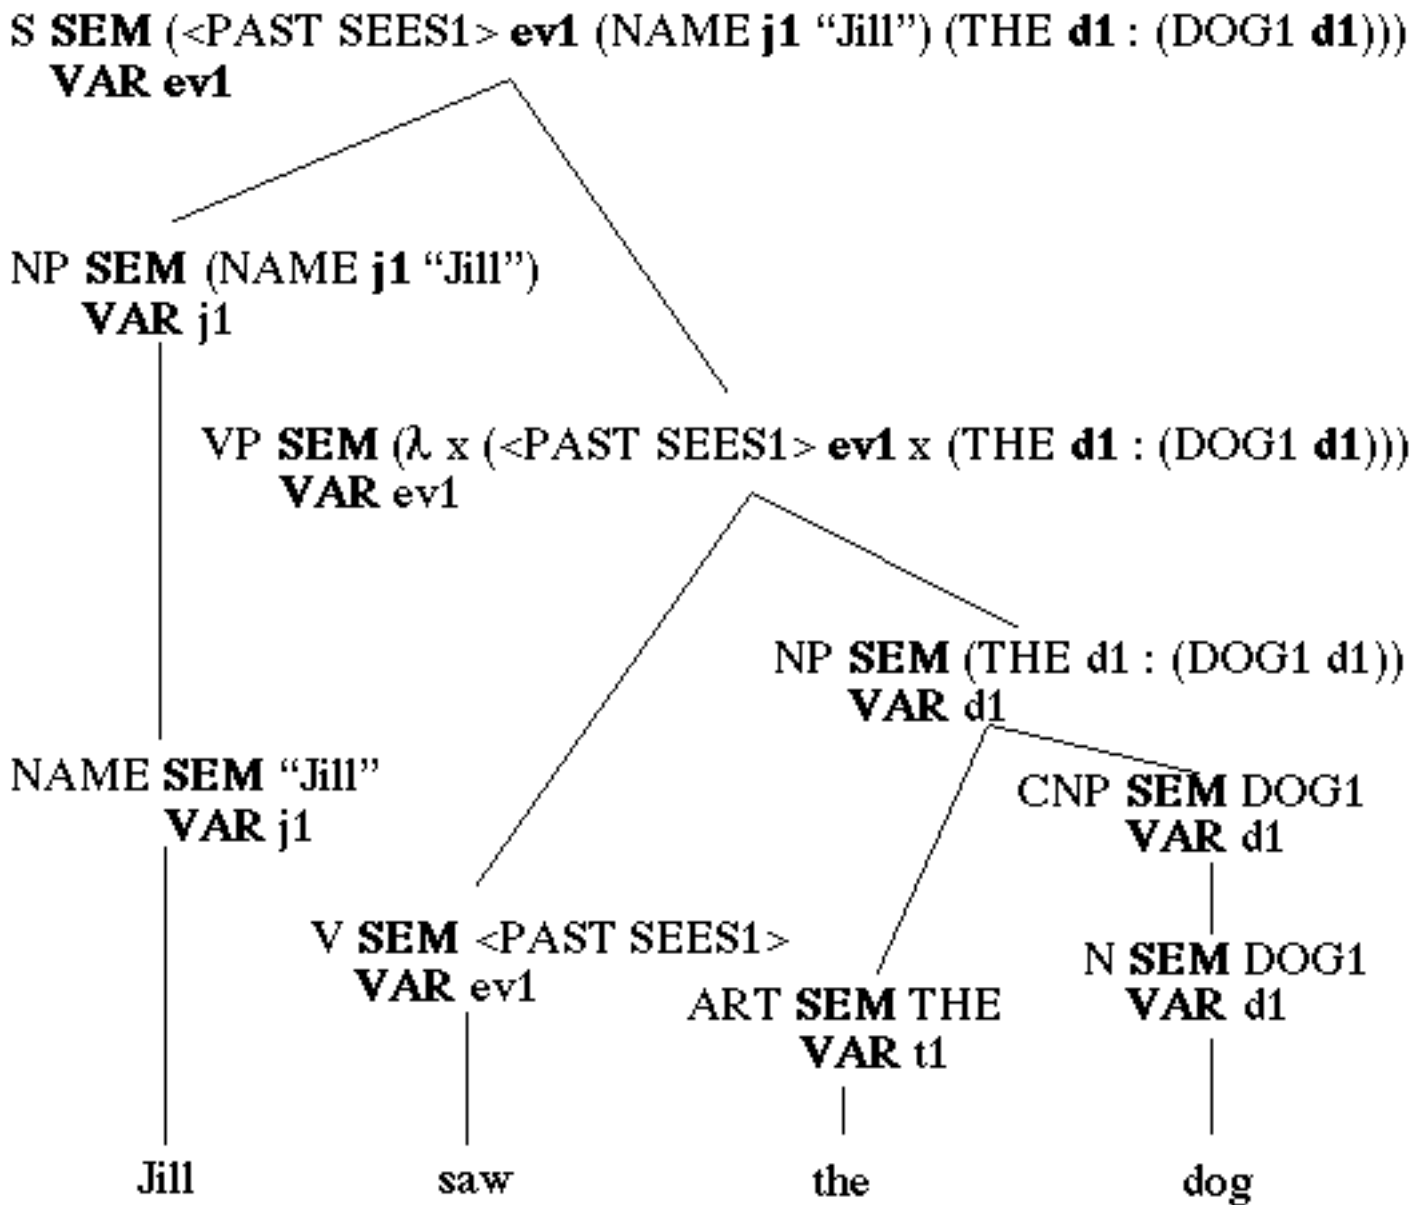 S SEM (<PAST SEES1> ev1 (NAME j1 “Jill”) (THE d1 : (DOG1 d1)))
VAR ev1
NP SEM (NAME j1 “Jill”)
VAR j1
VP SEM (λ x (<PAST SEES1> ev1 x (THE d1 : (DOG1 d1)))
VAR ev1
NP SEM (THE d1 : (DOG1 d1))
VAR d1
NAME SEM “Jill”
VAR j1
CNP SEM DOG1
VAR d1
V SEM <PAST SEES1>
VAR ev1
N SEM DOG1
VAR d1
ART SEM THE
VAR t1
Jill saw the dog